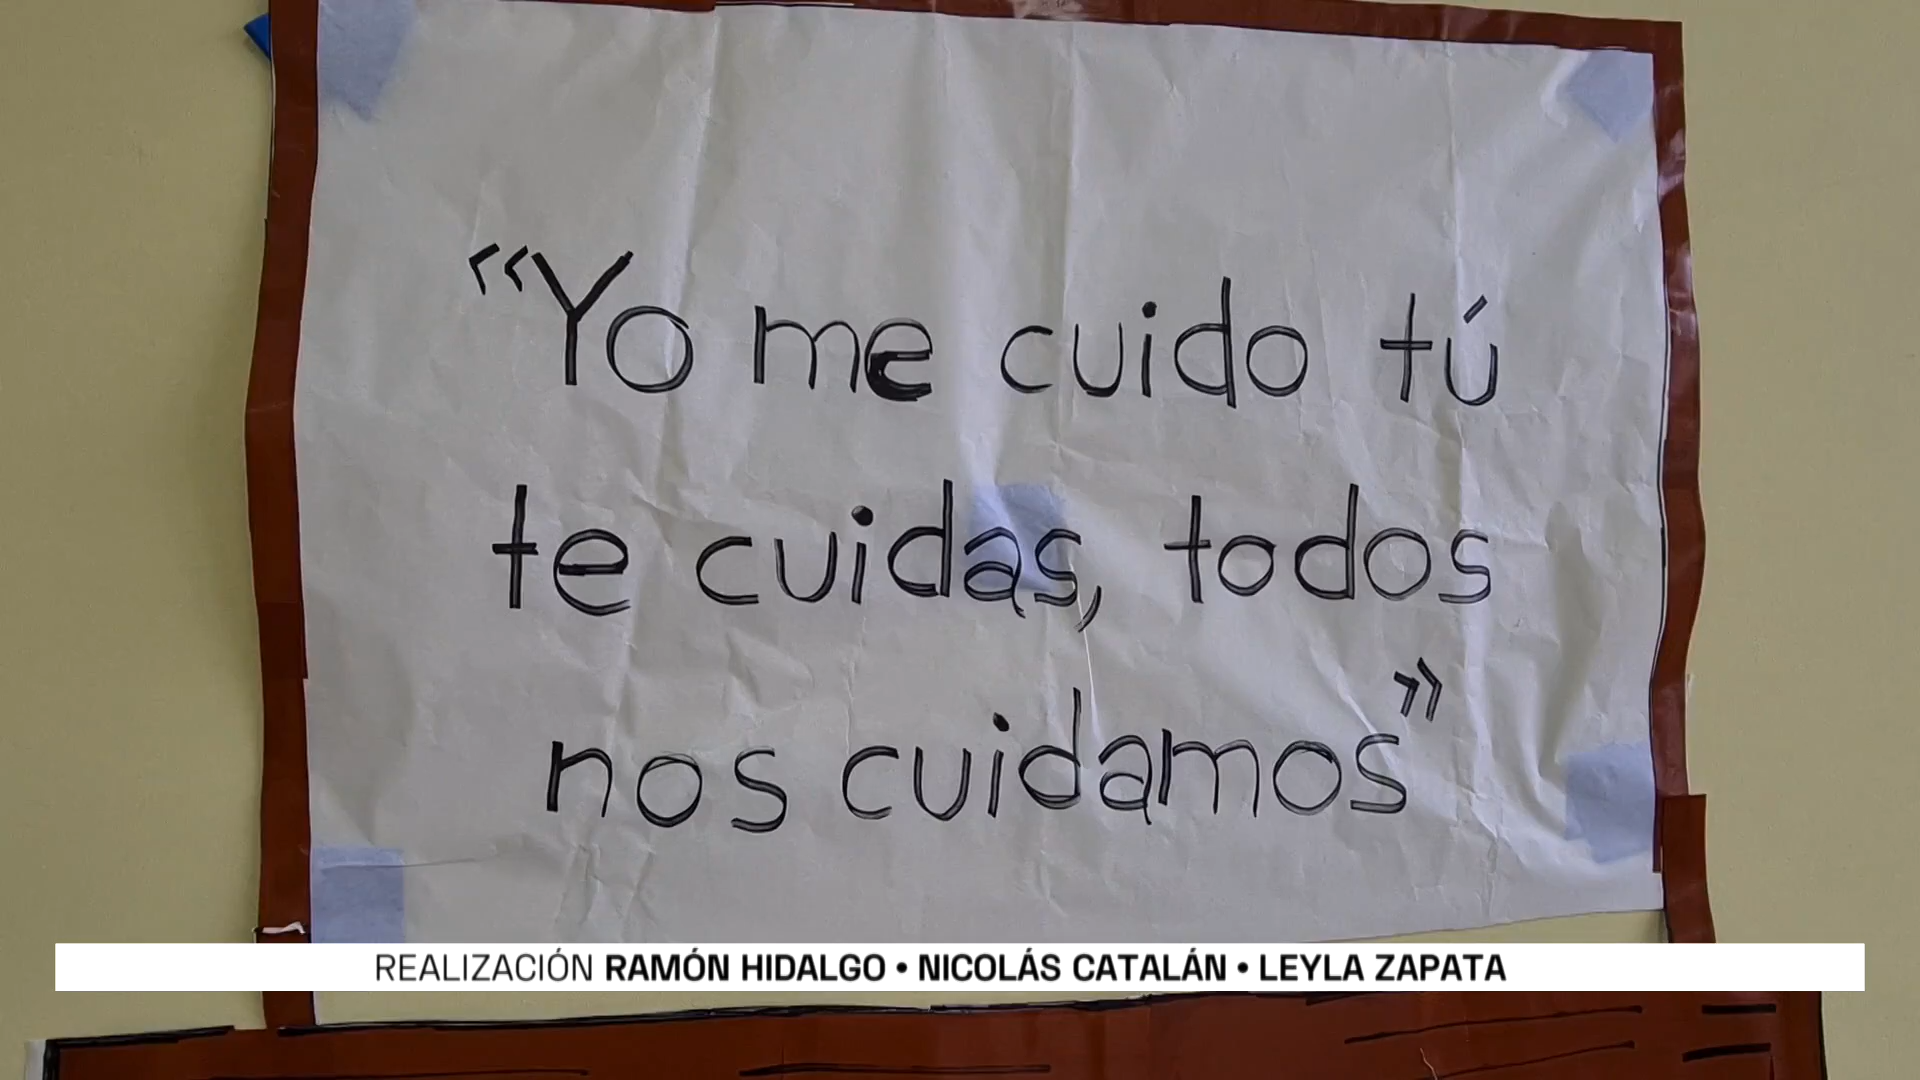 “Yo me cuido tú
te cuidas, todos
nos cuidamos”
REALIZACIÓN RAMÓN HIDALGO • NICOLÁS CATALÁN • LEYLA ZAPATA